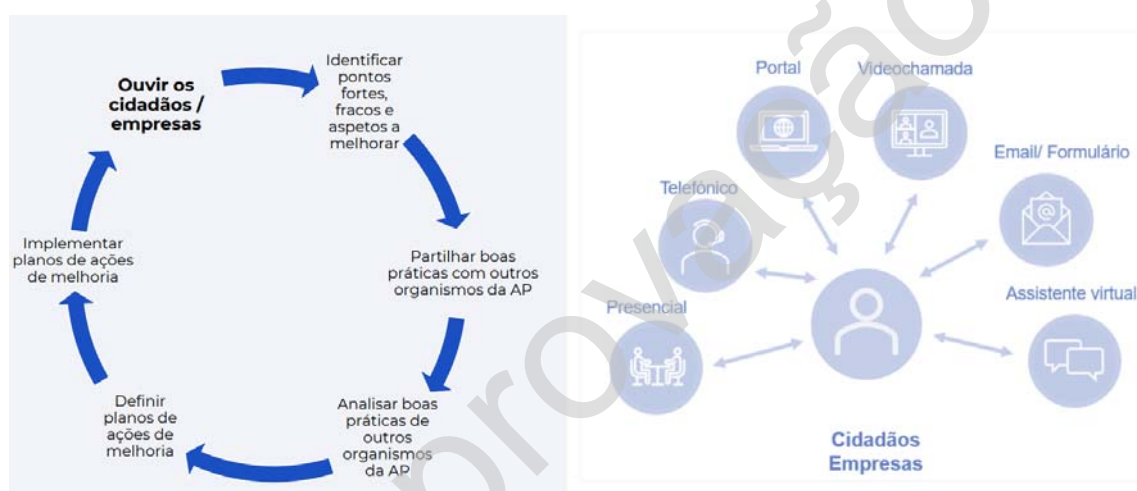 Ouvir os
cidadãos /
empresas
Identificar
pontos
fortes,
fracos e
aspetos a
melhorar
Partilhar boas
práticas com outros
organismos da AP
Analisar boas
práticas de
outros
organismos
da AP
Definir
planos de
ações de
melhoria
Implementar
planos de ações
de melhoria
Portal
Videochamada
Email/ Formulário
Telefónico
Assistente virtual
Presencial
Cidadãos
Empresas
provação